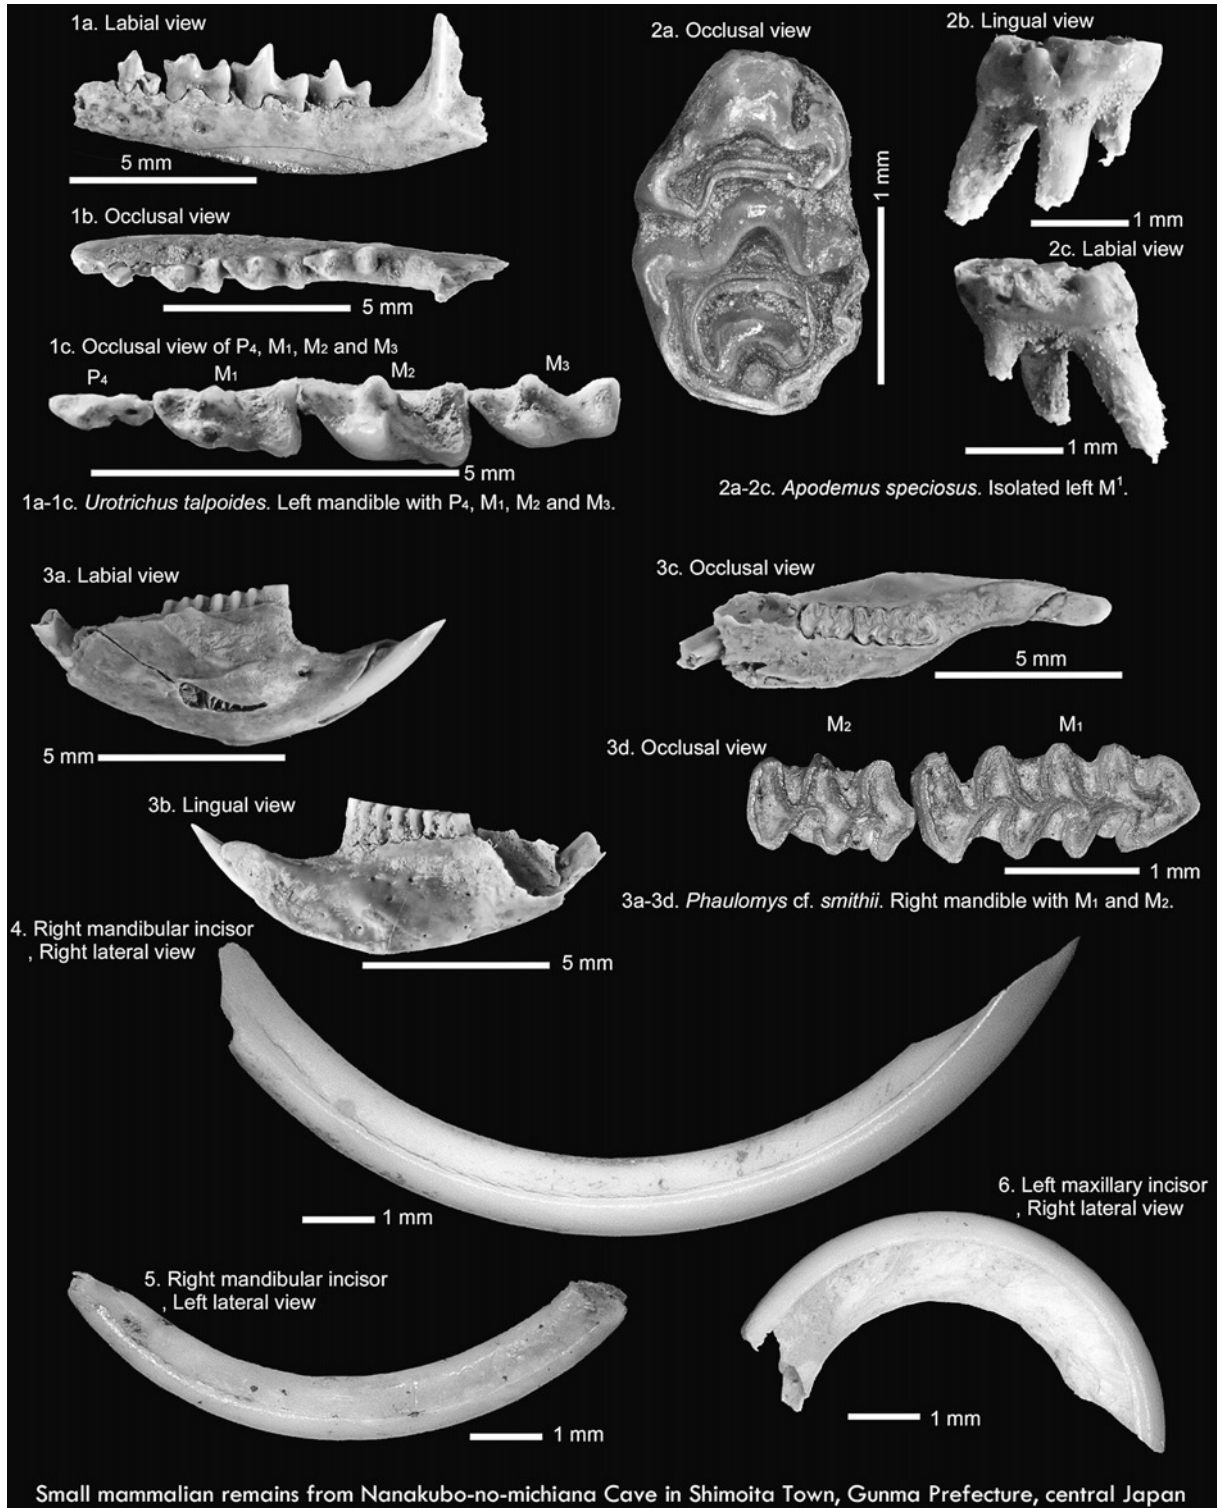 1a. Labial view
5 mm
1b. Occlusal view
5 mm
1c. Occlusal view of P₄, M₁, M₂ and M₃
P₄
M₁
M₂
M₃
5 mm
1a-1c. Urotrichus talpoides. Left mandible with P₄, M₁, M₂ and M₃.
2a. Occlusal view
1 mm
2b. Lingual view
1 mm
2c. Labial view
1 mm
2a-2c. Apodemus speciosus. Isolated left M¹.
3a. Labial view
5 mm
3b. Lingual view
5 mm
3c. Occlusal view
5 mm
M₂
M₁
3d. Occlusal view
1 mm
3a-3d. Phaulomys cf. smithii. Right mandible with M₁ and M₂.
4. Right mandibular incisor
, Right lateral view
1 mm
5. Right mandibular incisor
, Left lateral view
1 mm
6. Left maxillary incisor
, Right lateral view
1 mm
Small mammalian remains from Nanakubo-no-michiana Cave in Shimoita Town, Gunma Prefecture, central Japan